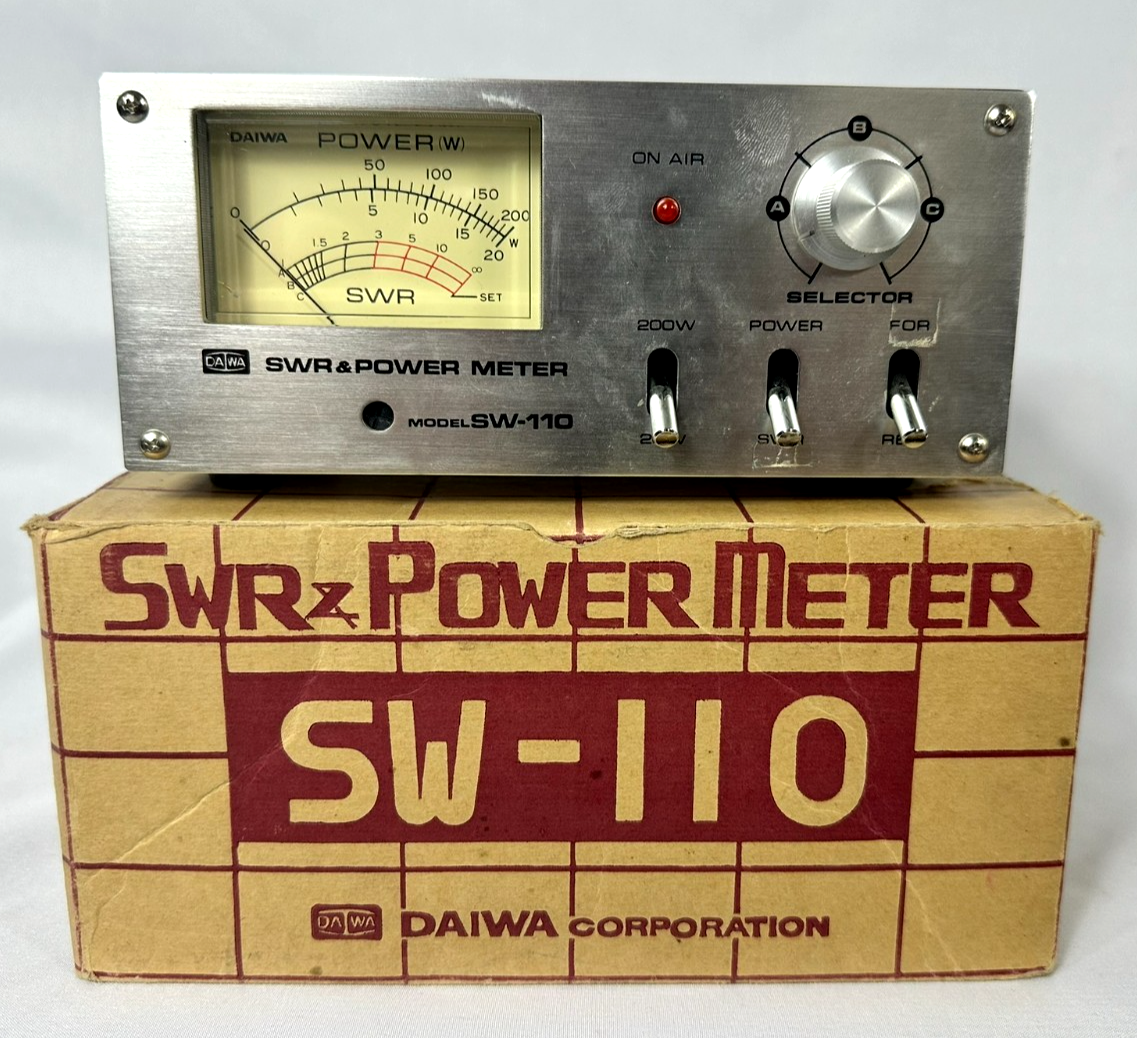 DAIWA POWER (W)
50 100 150 200
0 5 10 15 20 W
0
1.5 2 3 5 10 ∞
A
B
C
SWR SET
ON AIR
B
A C
SELECTOR
200W POWER FOR
DAIWA SWR&POWER METER
MODEL SW-110
SWR
SWR & POWER METER
SW-110
DAIWA DAIWA CORPORATION